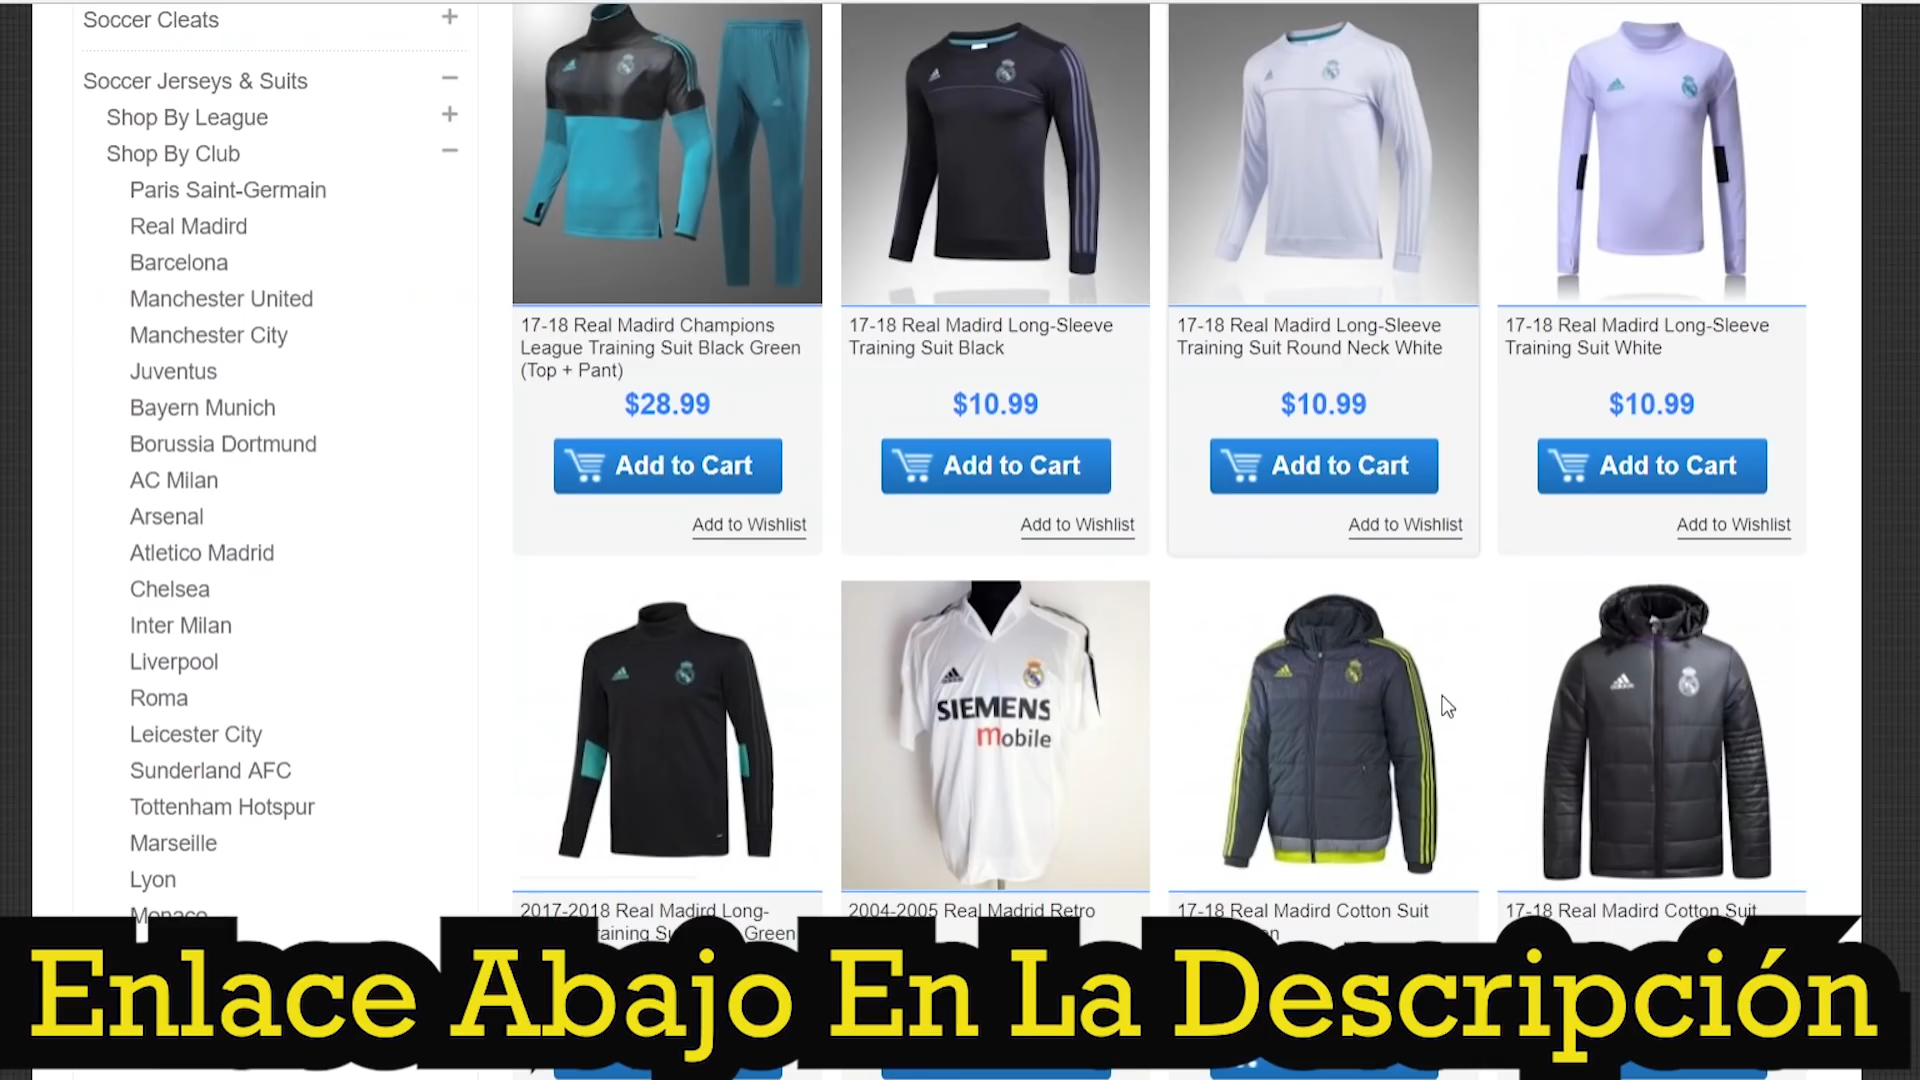 Soccer Cleats
Soccer Jerseys & Suits
Shop By League
Shop By Club
Paris Saint-Germain
Real Madird
Barcelona
Manchester United
Manchester City
Juventus
Bayern Munich
Borussia Dortmund
AC Milan
Arsenal
Atletico Madrid
Chelsea
Inter Milan
Liverpool
Roma
Leicester City
Sunderland AFC
Tottenham Hotspur
Marseille
Lyon
Monaco
17-18 Real Madird Champions
League Training Suit Black Green
(Top + Pant)
$28.99
Add to Cart
Add to Wishlist
17-18 Real Madird Long-Sleeve
Training Suit Black
$10.99
Add to Cart
Add to Wishlist
17-18 Real Madird Long-Sleeve
Training Suit Round Neck White
$10.99
Add to Cart
Add to Wishlist
17-18 Real Madird Long-Sleeve
Training Suit White
$10.99
Add to Cart
Add to Wishlist
SIEMENS
mobile
adidas
2017-2018 Real Madird Long-
Green
2004-2005 Real Madrid Retro
17-18 Real Madird Cotton Suit
17-18 Real Madird Cotton Suit
Enlace Abajo En La Descripción